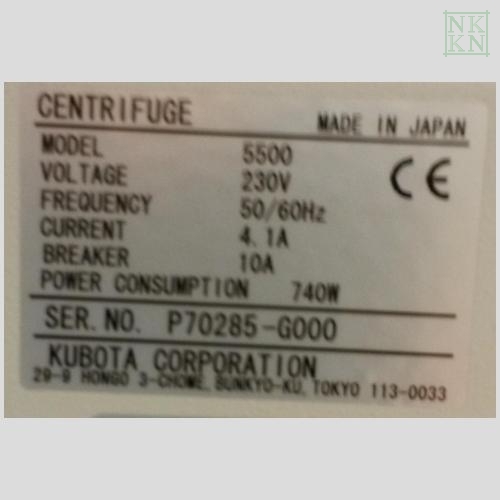 NK
KN
CENTRIFUGE
MADE IN JAPAN
MODEL 5500
VOLTAGE 230V
FREQUENCY 50/60Hz
CURRENT 4.1A
BREAKER 10A
POWER CONSUMPTION 740W
CE
SER.NO. P70285-G000
KUBOTA CORPORATION
29-9 HONGO 3-CHOME, BUNKYO-KU, TOKYO 113-0033